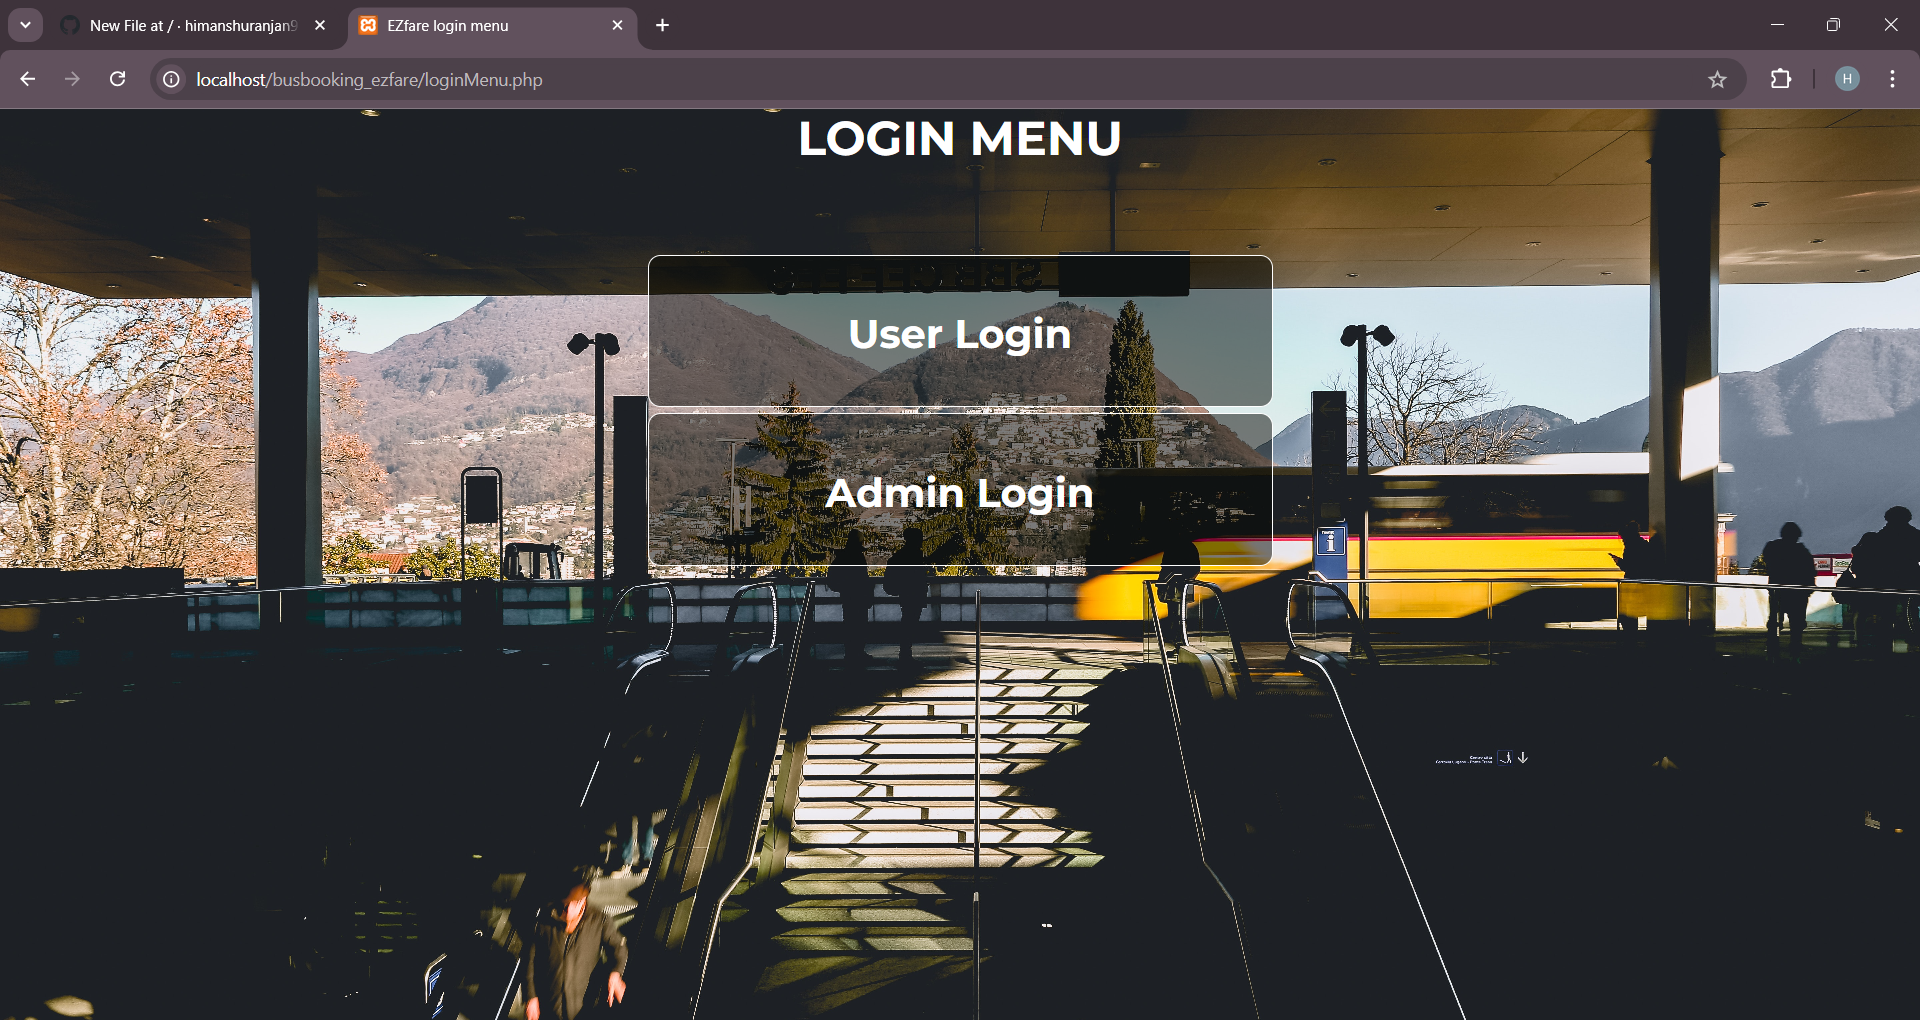 New File at / · himanshuranjan9
EZfare login menu
localhost/busbooking_ezfare/loginMenu.php
H
LOGIN MENU
User Login
Admin Login
i